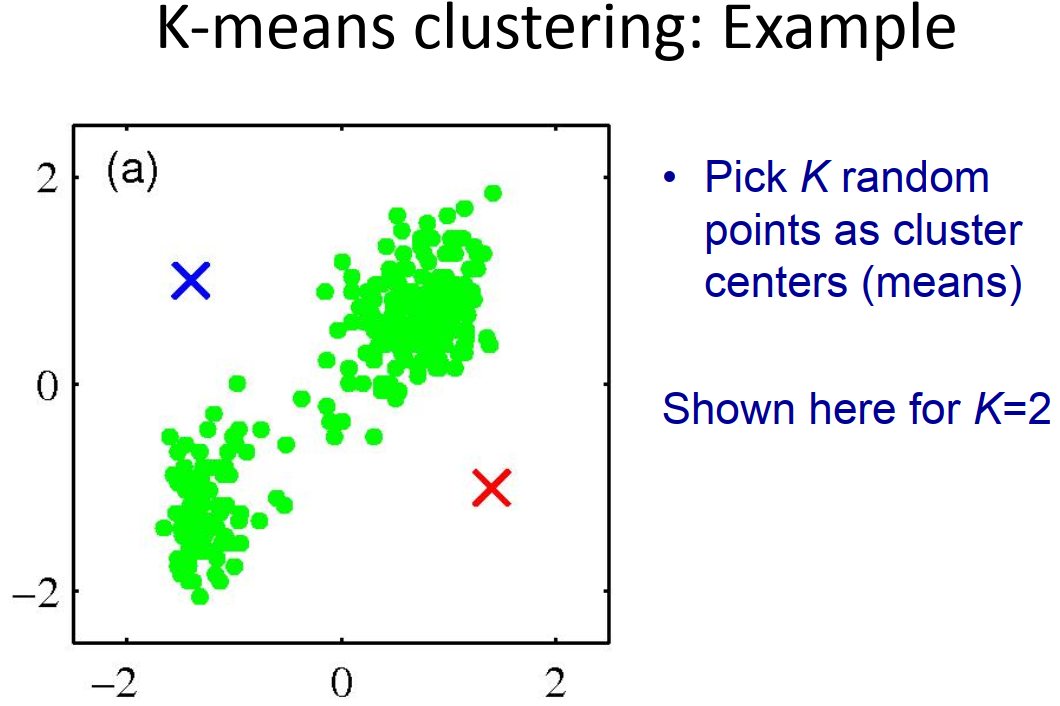 K-means clustering: Example
(a)
2
0
−2
−2
0
2
• Pick K random
points as cluster
centers (means)
Shown here for K=2